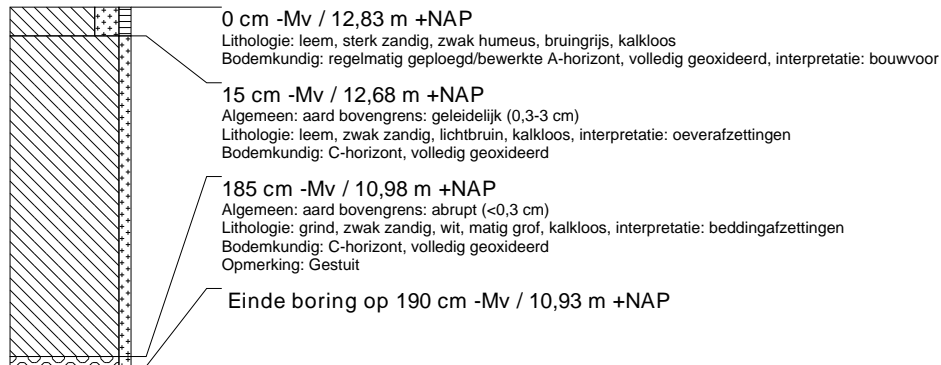 0 cm -Mv / 12,83 m +NAP
Lithologie: leem, sterk zandig, zwak humeus, bruingrijs, kalkloos
Bodemkundig: regelmatig geploegd/bewerkte A-horizont, volledig geoxideerd, interpretatie: bouwvoor
15 cm -Mv / 12,68 m +NAP
Algemeen: aard bovengrens: geleidelijk (0,3-3 cm)
Lithologie: leem, zwak zandig, lichtbruin, kalkloos, interpretatie: oeverafzettingen
Bodemkundig: C-horizont, volledig geoxideerd
185 cm -Mv / 10,98 m +NAP
Algemeen: aard bovengrens: abrupt (<0,3 cm)
Lithologie: grind, zwak zandig, wit, matig grof, kalkloos, interpretatie: beddingafzettingen
Bodemkundig: C-horizont, volledig geoxideerd
Opmerking: Gestuit
Einde boring op 190 cm -Mv / 10,93 m +NAP